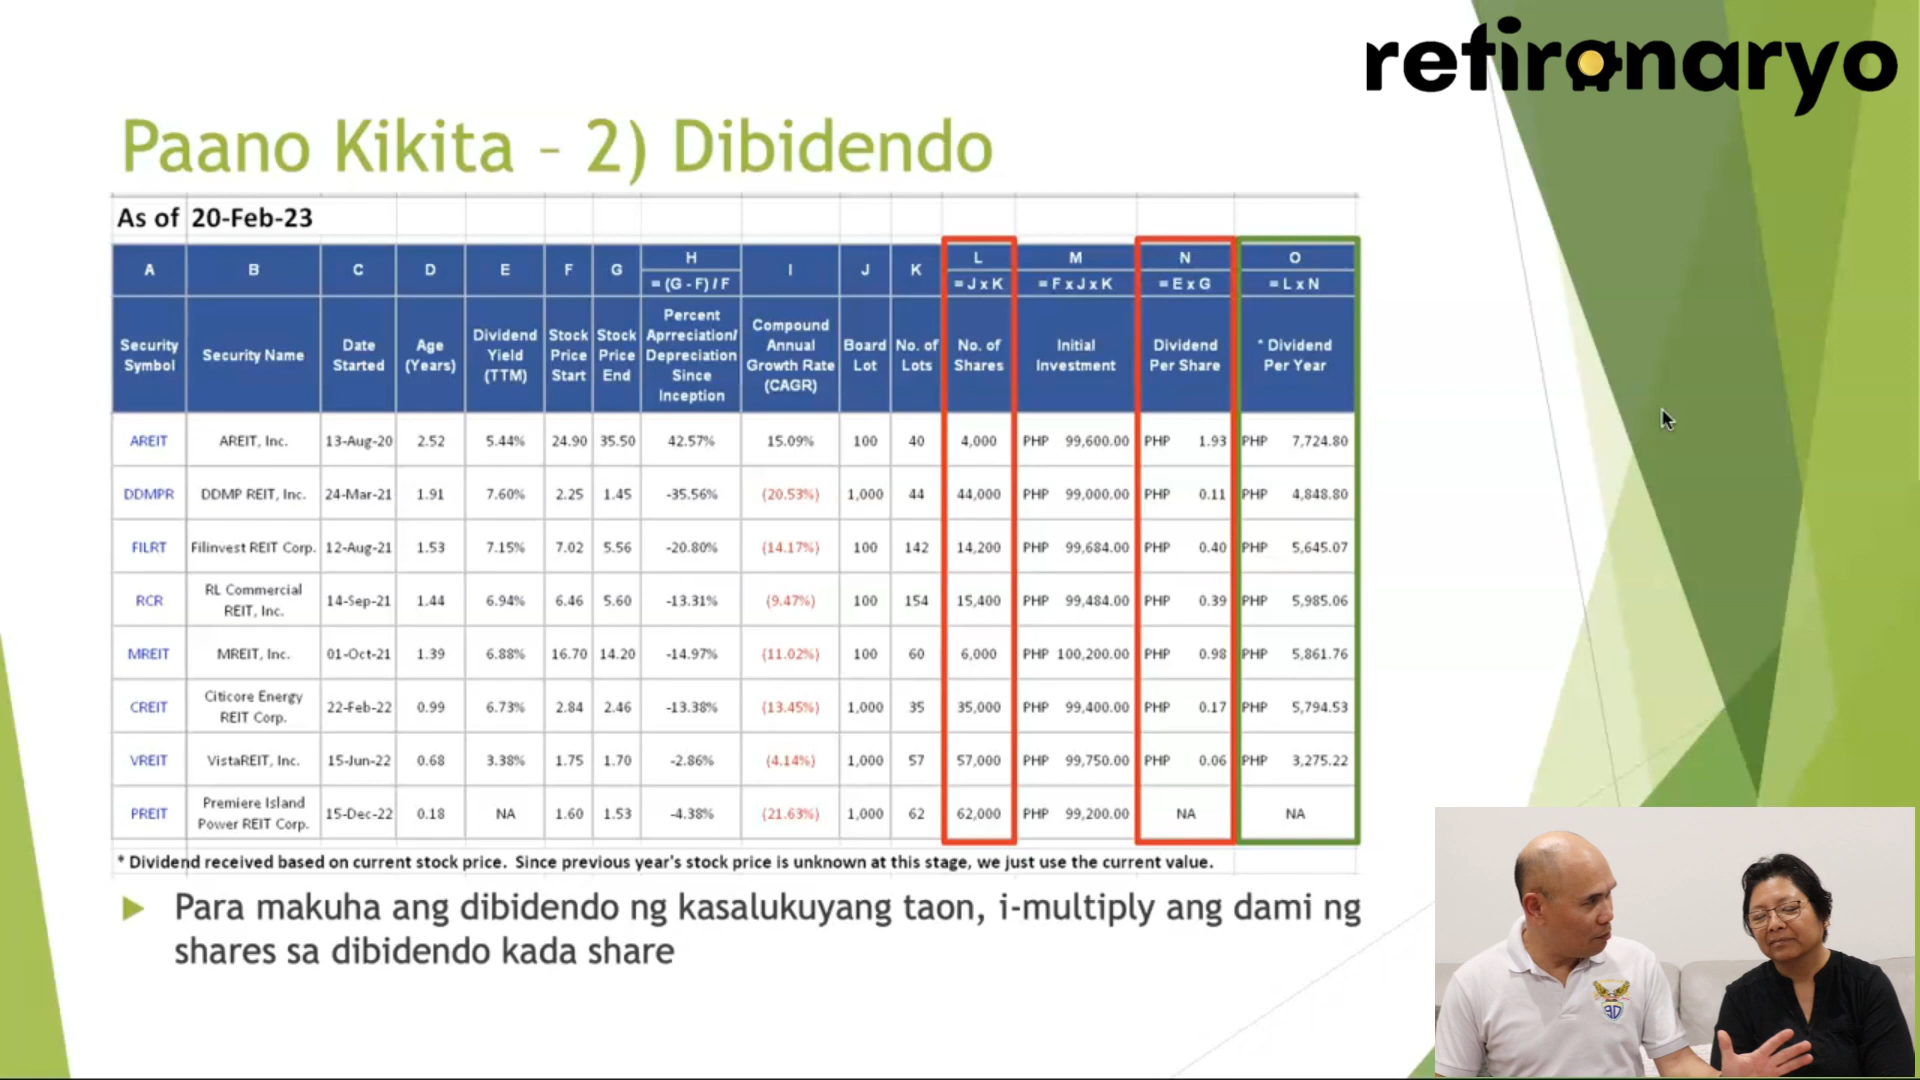 retiranaryo
Paano Kikita - 2) Dibidendo
As of 20-Feb-23
A B C D E F G H I J K L M N O
= (G - F) / F = J x K = F x J x K = E x G = L x N
Security Symbol Security Name Date Started Age (Years) Dividend Yield (TTM) Stock Price Start Stock Price End Percent Aprreciation/ Depreciation Since Inception Compound Annual Growth Rate (CAGR) Board Lot No. of Lots No. of Shares Initial Investment Dividend Per Share * Dividend Per Year
AREIT AREIT, Inc. 13-Aug-20 2.52 5.44% 24.90 35.50 42.57% 15.09% 100 40 4,000 PHP 99,600.00 PHP 1.93 PHP 7,724.80
DDMPR DDMP REIT, Inc. 24-Mar-21 1.91 7.60% 2.25 1.45 -35.56% (20.53%) 1,000 44 44,000 PHP 99,000.00 PHP 0.11 PHP 4,848.80
FILRT Filinvest REIT Corp. 12-Aug-21 1.53 7.15% 7.02 5.56 -20.80% (14.17%) 100 142 14,200 PHP 99,684.00 PHP 0.40 PHP 5,645.07
RCR RL Commercial REIT, Inc. 14-Sep-21 1.44 6.94% 6.46 5.60 -13.31% (9.47%) 100 154 15,400 PHP 99,484.00 PHP 0.39 PHP 5,985.06
MREIT MREIT, Inc. 01-Oct-21 1.39 6.88% 16.70 14.20 -14.97% (11.02%) 100 60 6,000 PHP 100,200.00 PHP 0.98 PHP 5,861.76
CREIT Citicore Energy REIT Corp. 22-Feb-22 0.99 6.73% 2.84 2.46 -13.38% (13.45%) 1,000 35 35,000 PHP 99,400.00 PHP 0.17 PHP 5,794.53
VREIT VistaREIT, Inc. 15-Jun-22 0.68 3.38% 1.75 1.70 -2.86% (4.14%) 1,000 57 57,000 PHP 99,750.00 PHP 0.06 PHP 3,275.22
PREIT Premiere Island Power REIT Corp. 15-Dec-22 0.18 NA 1.60 1.53 -4.38% (21.63%) 1,000 62 62,000 PHP 99,200.00 NA NA
* Dividend received based on current stock price. Since previous year's stock price is unknown at this stage, we just use the current value.
Para makuha ang dibidendo ng kasalukuyang taon, i-multiply ang dami ng
shares sa dibidendo kada share